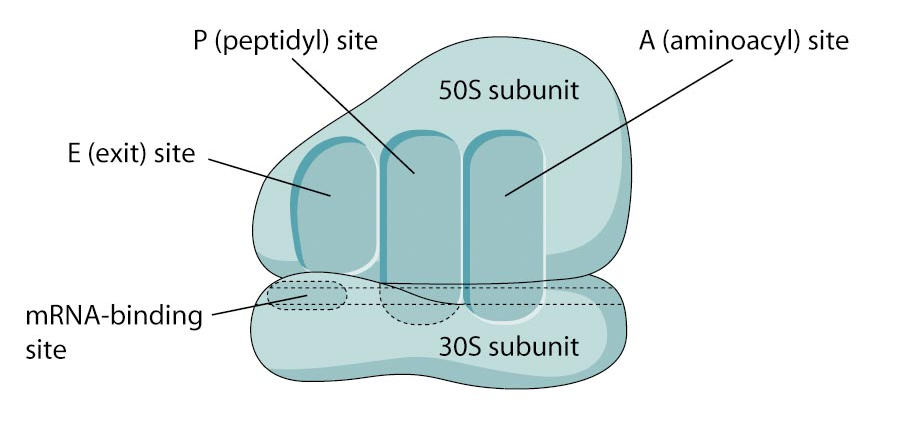 P (peptidyl) site
A (aminoacyl) site
50S subunit
E (exit) site
mRNA-binding
site
30S subunit